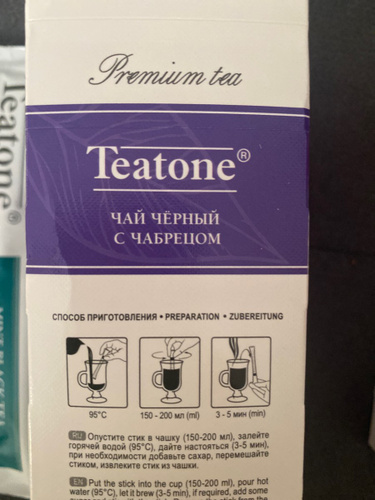 Premium tea
Teatone®
ЧАЙ ЧЁРНЫЙ
С ЧАБРЕЦОМ
СПОСОБ ПРИГОТОВЛЕНИЯ • PREPARATION • ZUBEREITUNG
95°C
150 - 200 мл (ml)
3 - 5 мин (min)
RU Опустите стик в чашку (150-200 мл), залейте
горячей водой (95°C), дайте настояться (3-5 мин),
при необходимости добавьте сахар, перемешайте
стиком, извлеките стик из чашки.
EN Put the stick into the cup (150 ml), pour hot
water (95°C), let it brew (3-5 min), if required, add some
Teatone®
MINT BLACK TEA